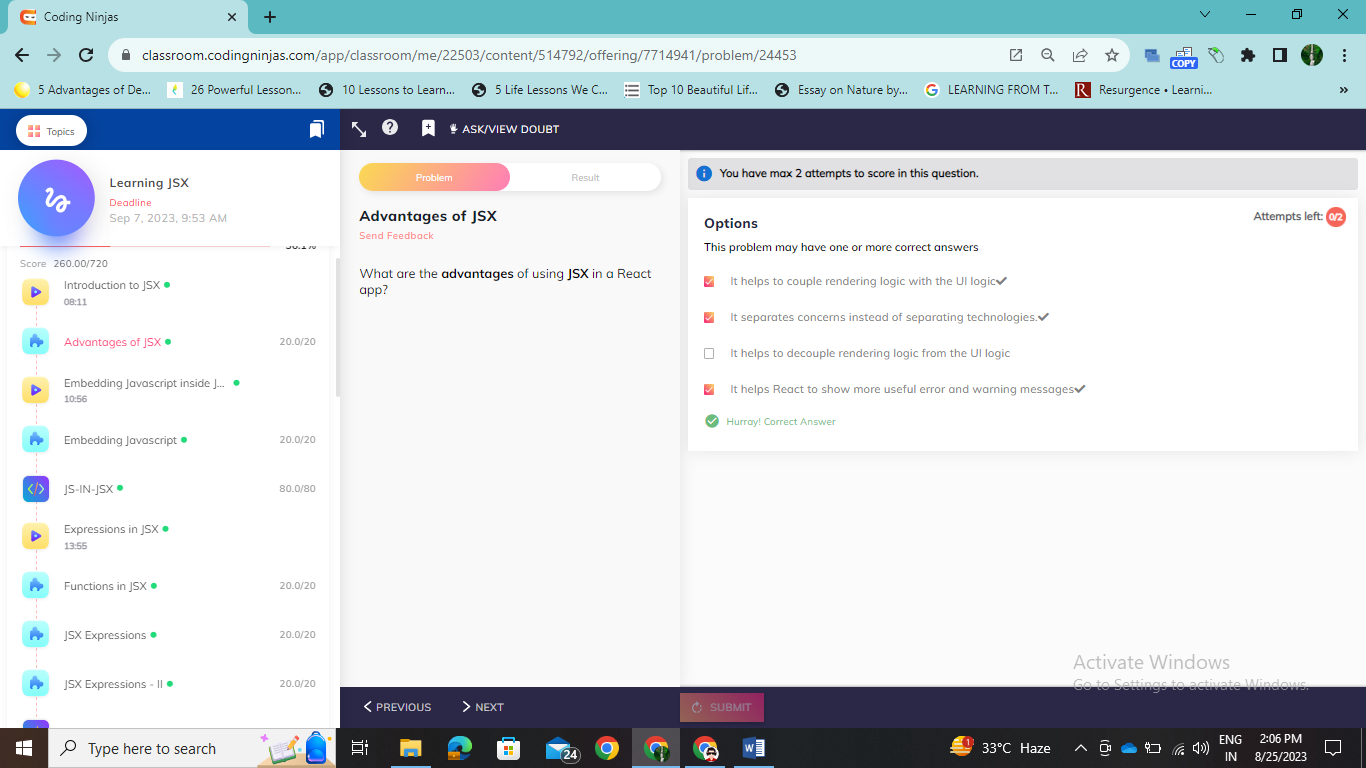 Coding Ninjas
classroom.codingninjas.com/app/classroom/me/22503/content/514792/offering/7714941/problem/24453
COPY
5 Advantages of De...
26 Powerful Lesson...
10 Lessons to Learn...
5 Life Lessons We C...
Top 10 Beautiful Lif...
Essay on Nature by...
LEARNING FROM T...
Resurgence • Learni...
»
Topics
ASK/VIEW DOUBT
Learning JSX
Deadline
Sep 7, 2023, 9:53 AM
Score 260.00/720
Introduction to JSX
08:11
Advantages of JSX 20.0/20
Embedding Javascript inside J...
10:56
Embedding Javascript 20.0/20
JS-IN-JSX 80.0/80
Expressions in JSX
13:55
Functions in JSX 20.0/20
JSX Expressions 20.0/20
JSX Expressions - II 20.0/20
Problem
Result
Advantages of JSX
Send Feedback
What are the advantages of using JSX in a React
app?
You have max 2 attempts to score in this question.
Options
Attempts left: 0/2
This problem may have one or more correct answers
It helps to couple rendering logic with the UI logic
It separates concerns instead of separating technologies.
It helps to decouple rendering logic from the UI logic
It helps React to show more useful error and warning messages
Hurray! Correct Answer
Activate Windows
Go to Settings to activate Windows.
PREVIOUS
NEXT
SUBMIT
Type here to search
24
1
33°C Haze
ENG
IN
2:06 PM
8/25/2023